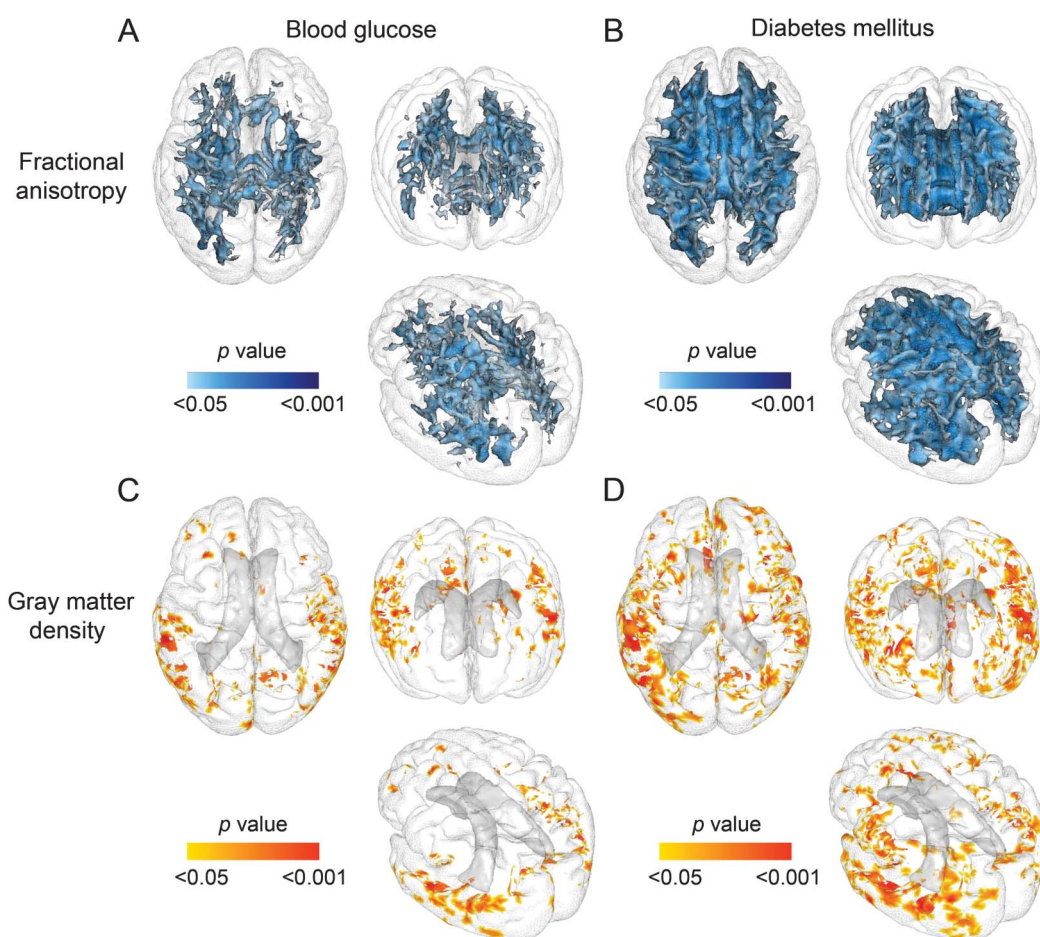 A
Blood glucose
B
Diabetes mellitus
Fractional
anisotropy
p value
<0.05
<0.001
p value
<0.05
<0.001
C
D
Gray matter
density
p value
<0.05
<0.001
p value
<0.05
<0.001